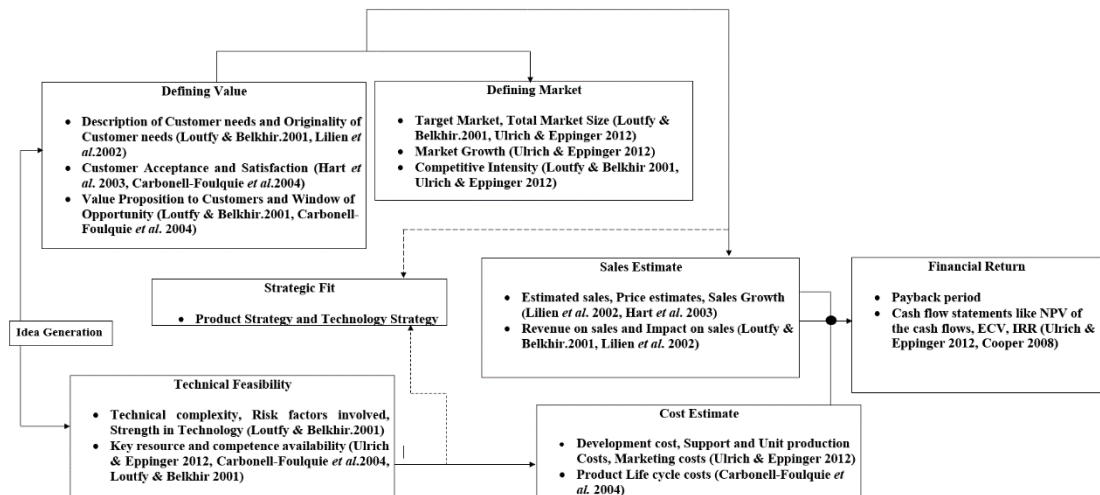 Defining Value
Description of Customer needs and Originality of
Customer needs (Loutfy & Belkhir.2001, Lilien et
al.2002)
Customer Acceptance and Satisfaction (Hart et
al. 2003, Carbonell-Foulquie et al.2004)
Value Proposition to Customers and Window of
Opportunity (Loutfy & Belkhir.2001, Carbonell-
Foulquie et al. 2004)
Defining Market
Target Market, Total Market Size (Loutfy &
Belkhir.2001, Ulrich & Eppinger 2012)
Market Growth (Ulrich & Eppinger 2012)
Competitive Intensity (Loutfy & Belkhir 2001,
Ulrich & Eppinger 2012)
Strategic Fit
Product Strategy and Technology Strategy
Sales Estimate
Estimated sales, Price estimates, Sales Growth
(Lilien et al. 2002, Hart et al. 2003)
Revenue on sales and Impact on sales (Loutfy &
Belkhir.2001, Lilien et al. 2002)
Financial Return
Payback period
Cash flow statements like NPV of
the cash flows, ECV, IRR (Ulrich &
Eppinger 2012, Cooper 2008)
Idea Generation
Technical Feasibility
Technical complexity, Risk factors involved,
Strength in Technology (Loutfy & Belkhir.2001)
Key resource and competence availability (Ulrich
& Eppinger 2012, Carbonell-Foulquie et al.2004,
Loutfy & Belkhir 2001)
Cost Estimate
Development cost, Support and Unit production
Costs, Marketing costs (Ulrich & Eppinger 2012)
Product Life cycle costs (Carbonell-Foulquie et
al. 2004)